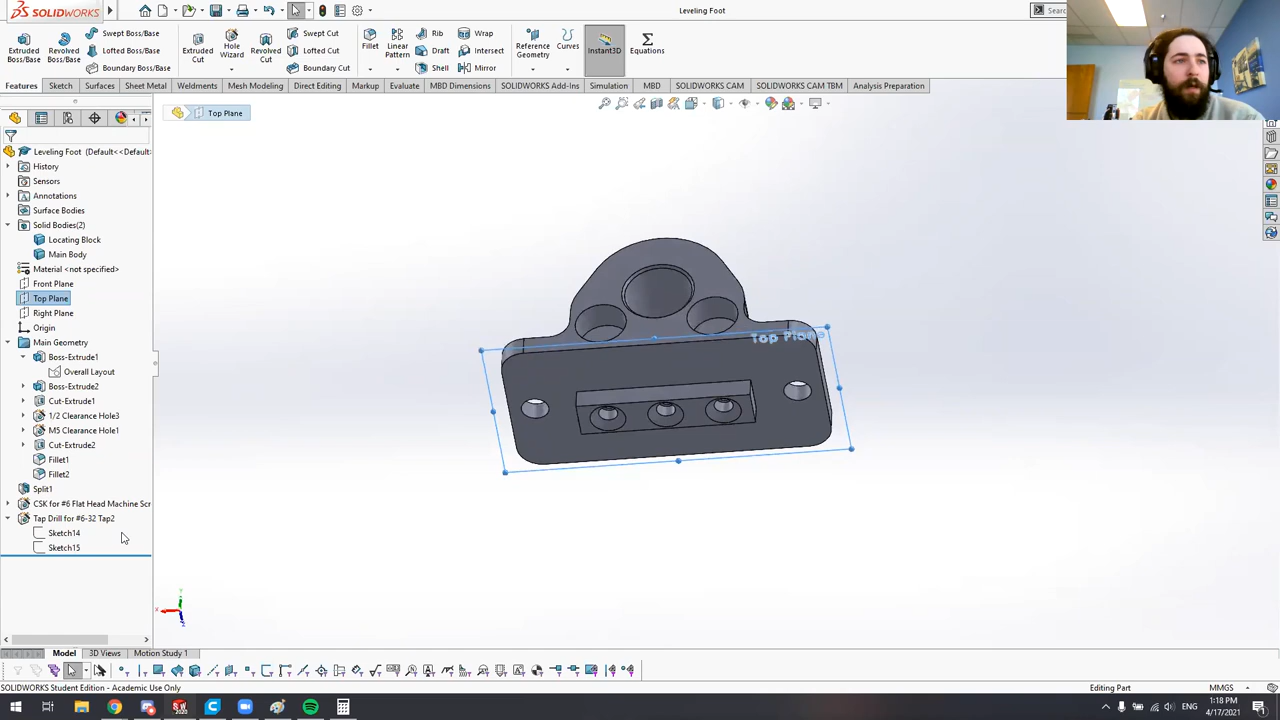 SOLIDWORKS
Leveling Foot
Sear
Extruded Boss/Base
Revolved Boss/Base
Swept Boss/Base
Lofted Boss/Base
Boundary Boss/Base
Extruded Cut
Hole Wizard
Revolved Cut
Swept Cut
Lofted Cut
Boundary Cut
Fillet
Linear Pattern
Rib
Draft
Shell
Wrap
Intersect
Mirror
Reference Geometry
Curves
Instant3D
Equations
Features Sketch Surfaces Sheet Metal Weldments Mesh Modeling Direct Editing Markup Evaluate MBD Dimensions SOLIDWORKS Add-Ins Simulation MBD SOLIDWORKS CAM SOLIDWORKS CAM TBM Analysis Preparation
Top Plane
Leveling Foot (Default<<Default>
History
Sensors
Annotations
Surface Bodies
Solid Bodies(2)
Locating Block
Main Body
Material <not specified>
Front Plane
Top Plane
Right Plane
Origin
Main Geometry
Boss-Extrude1
Overall Layout
Boss-Extrude2
Cut-Extrude1
1/2 Clearance Hole3
M5 Clearance Hole1
Cut-Extrude2
Fillet1
Fillet2
Split1
CSK for #6 Flat Head Machine Scr
Tap Drill for #6-32 Tap2
Sketch14
Sketch15
Top Plane
Model 3D Views Motion Study 1
SOLIDWORKS Student Edition - Academic Use Only
Editing Part
MMGS
ENG
1:18 PM
4/17/2021